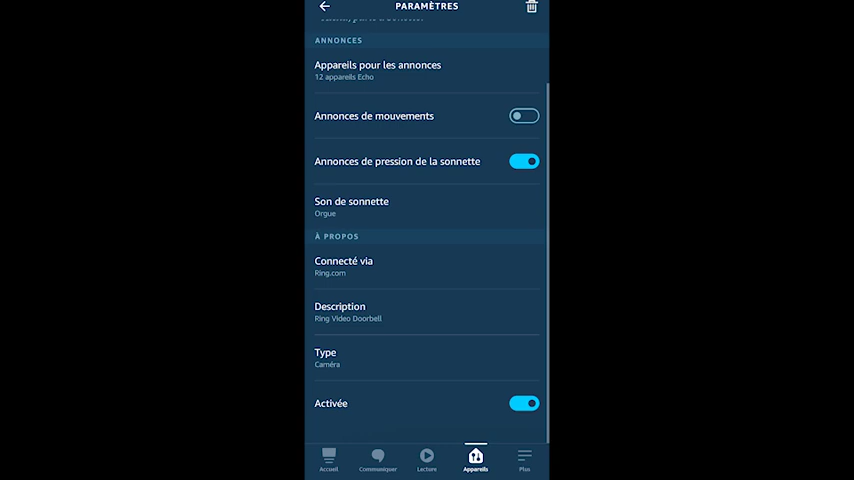 PARAMÈTRES
ANNONCES
Appareils pour les annonces
12 appareils Echo
Annonces de mouvements
Annonces de pression de la sonnette
Son de sonnette
Orgue
À PROPOS
Connecté via
Ring.com
Description
Ring Video Doorbell
Type
Caméra
Activée
Accueil
Communiquer
Lecture
Appareils
Plus